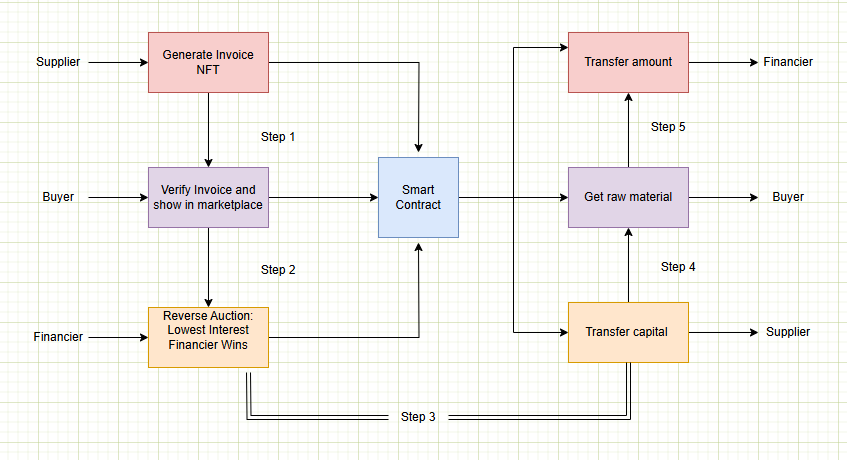 Supplier
Generate Invoice
NFT
Transfer amount
Financier
Step 1
Step 5
Buyer
Verify Invoice and
show in marketplace
Smart
Contract
Get raw material
Buyer
Step 2
Step 4
Financier
Reverse Auction:
Lowest Interest
Financier Wins
Transfer capital
Supplier
Step 3